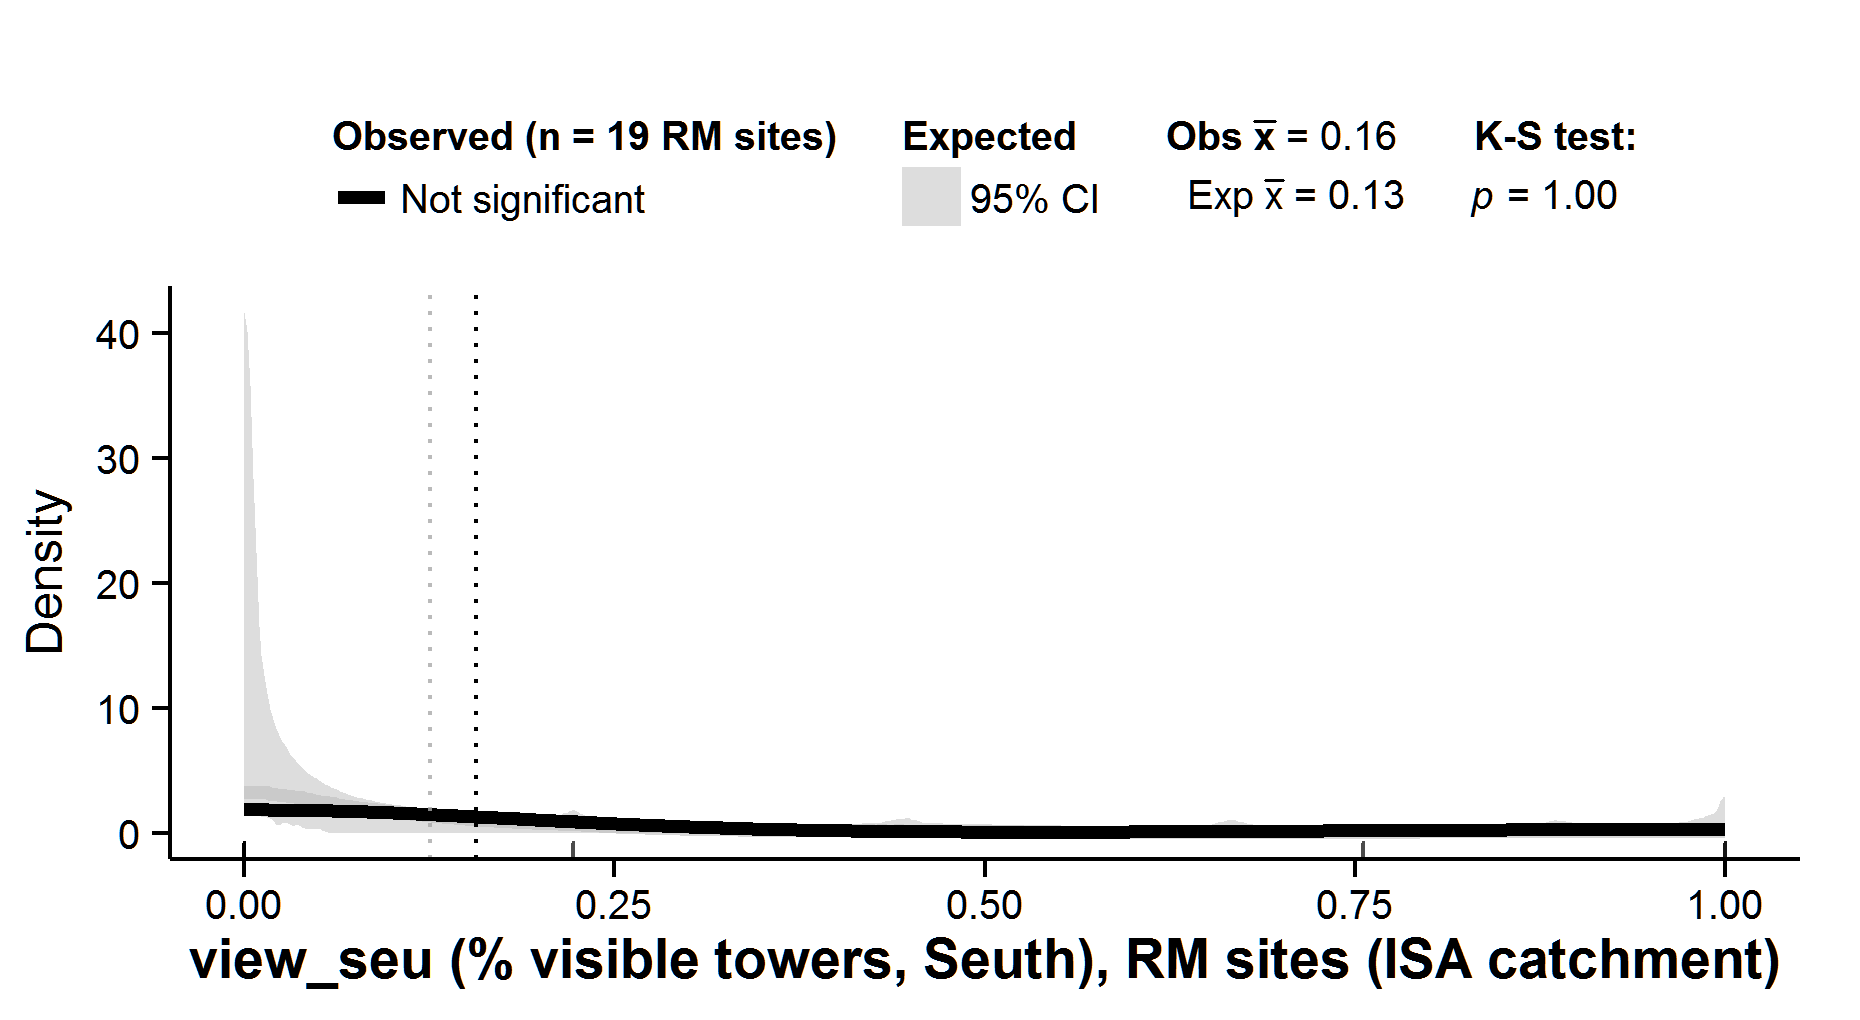 Observed (n = 19 RM sites) Expected Obs x̅ = 0.16 K-S test:
Not significant 95% CI Exp x̅ = 0.13 p = 1.00
40
30
20
10
0
Density
0.00 0.25 0.50 0.75 1.00
view_seu (% visible towers, Seuth), RM sites (ISA catchment)